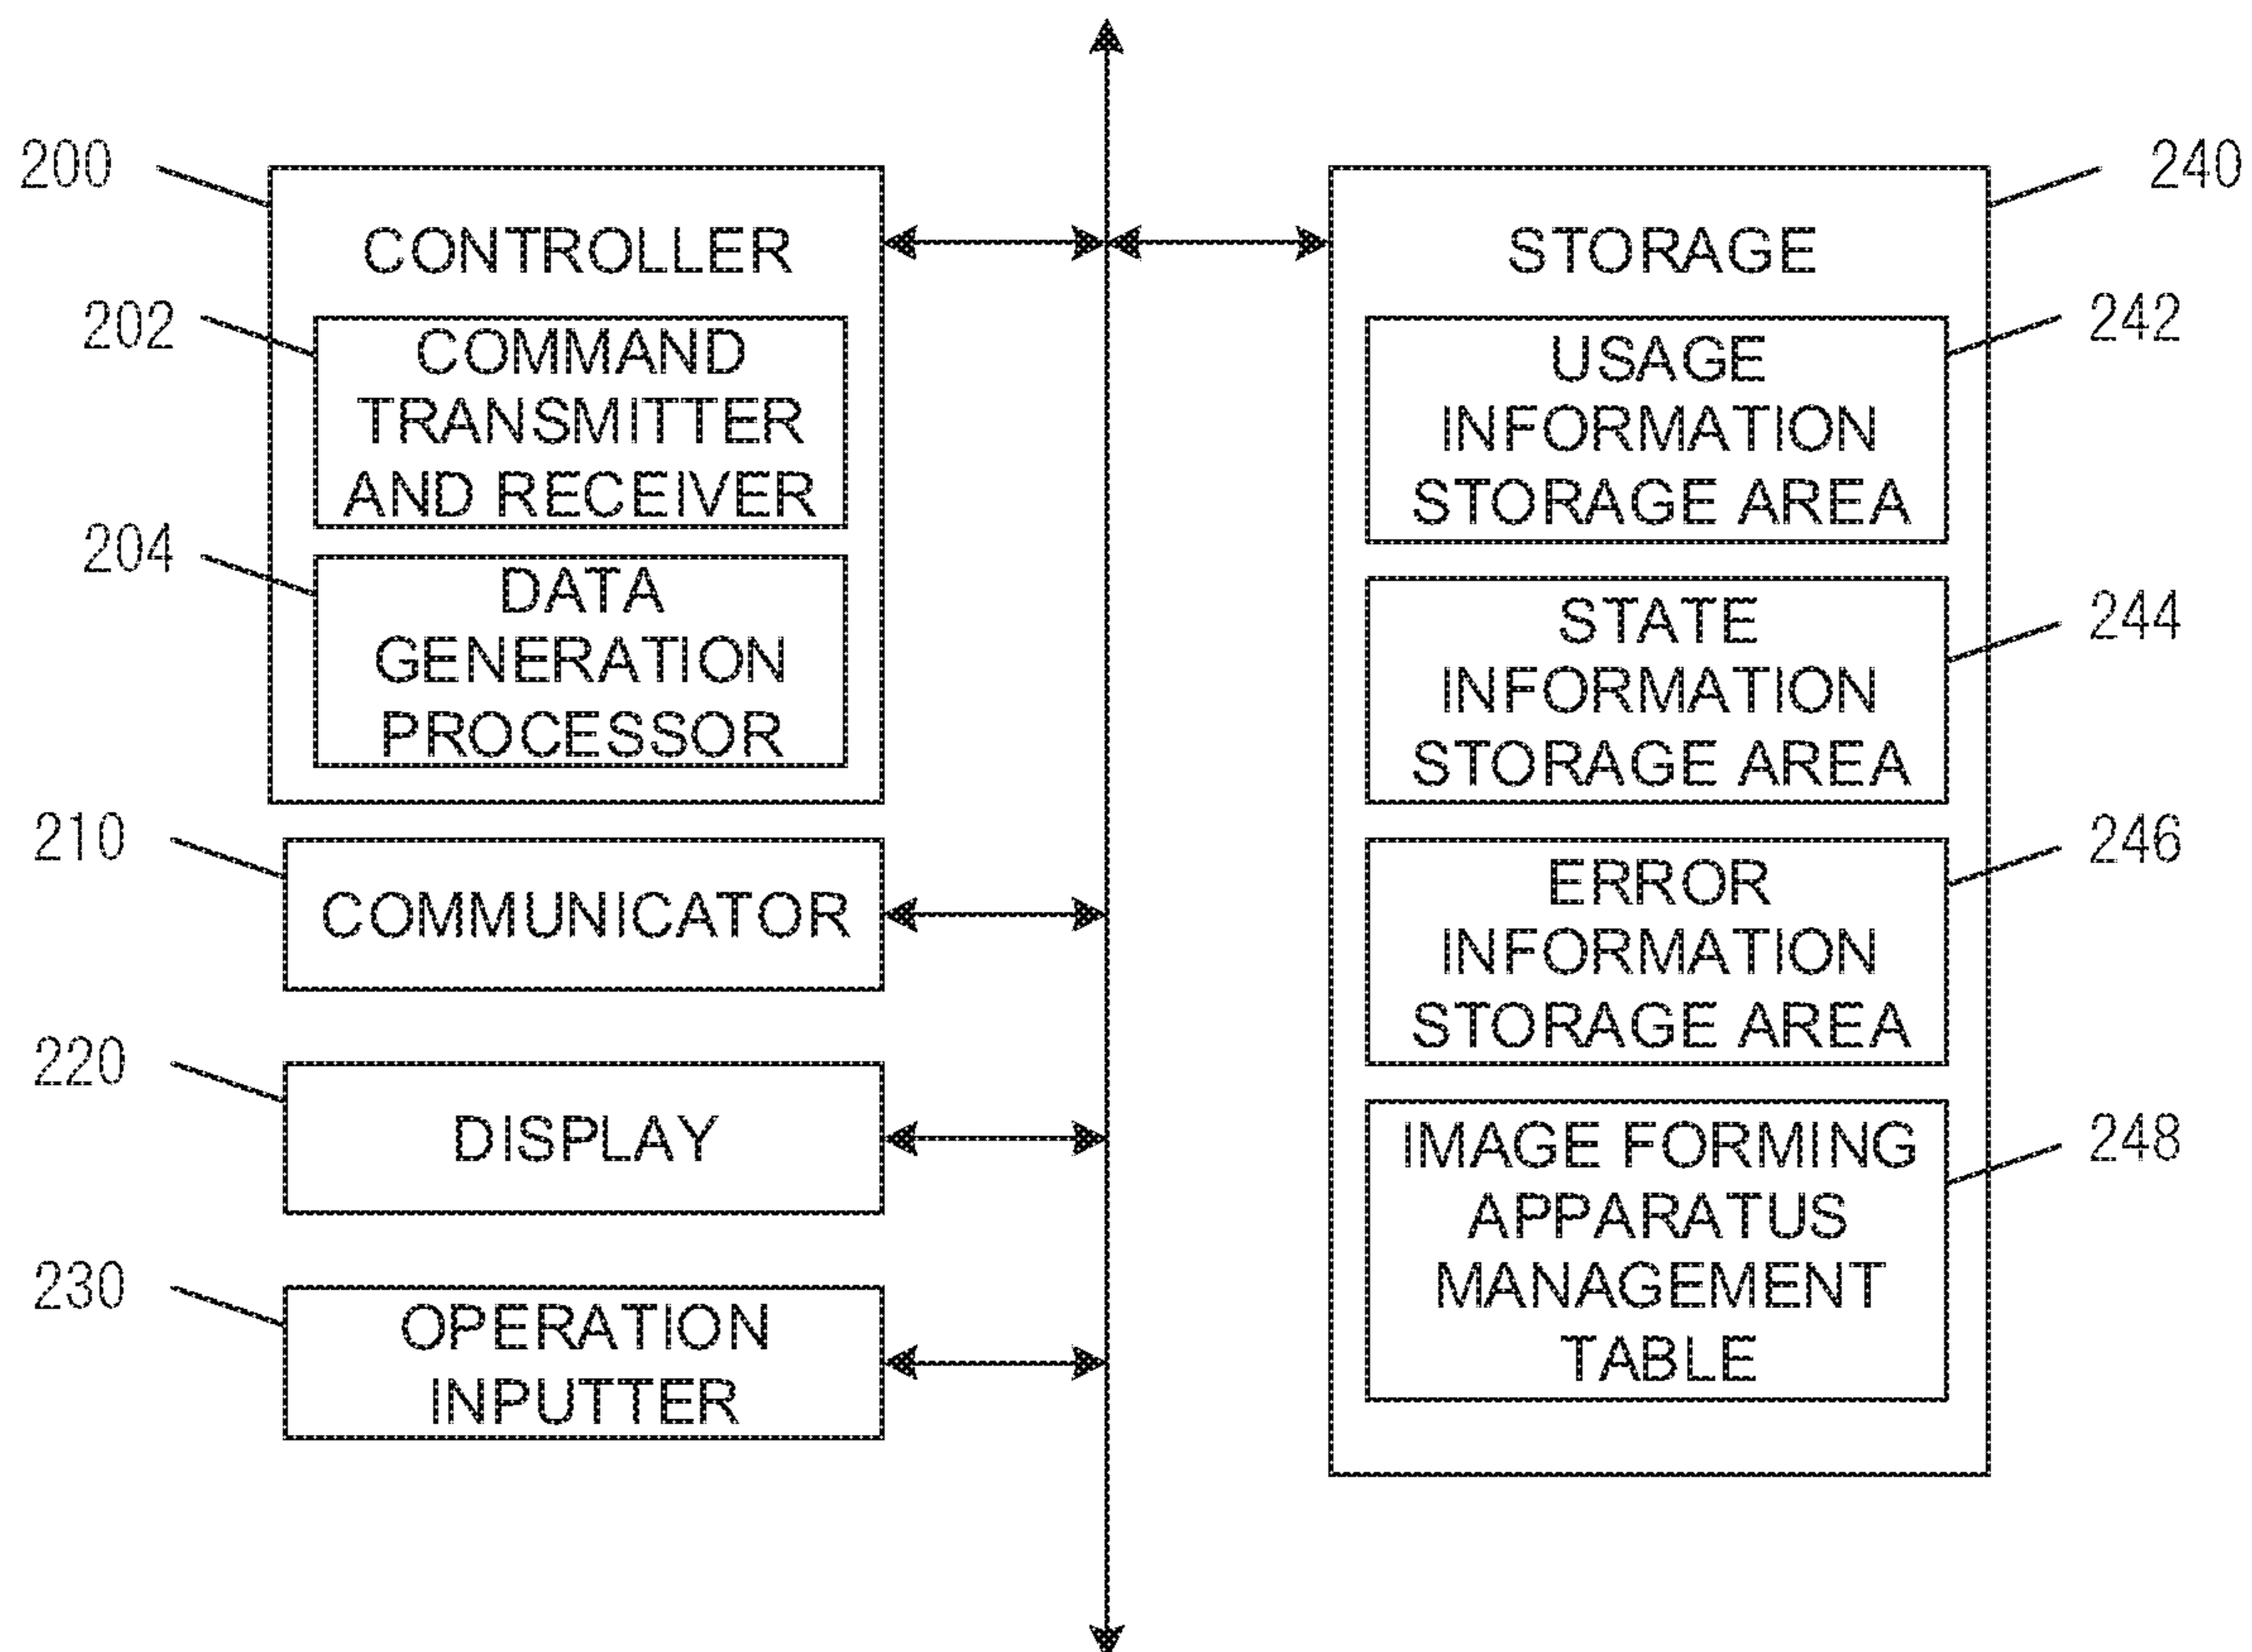 200
CONTROLLER
202
COMMAND
TRANSMITTER
AND RECEIVER
204
DATA
GENERATION
PROCESSOR
210
COMMUNICATOR
220
DISPLAY
230
OPERATION
INPUTTER
240
STORAGE
242
USAGE
INFORMATION
STORAGE AREA
244
STATE
INFORMATION
STORAGE AREA
246
ERROR
INFORMATION
STORAGE AREA
248
IMAGE FORMING
APPARATUS
MANAGEMENT
TABLE